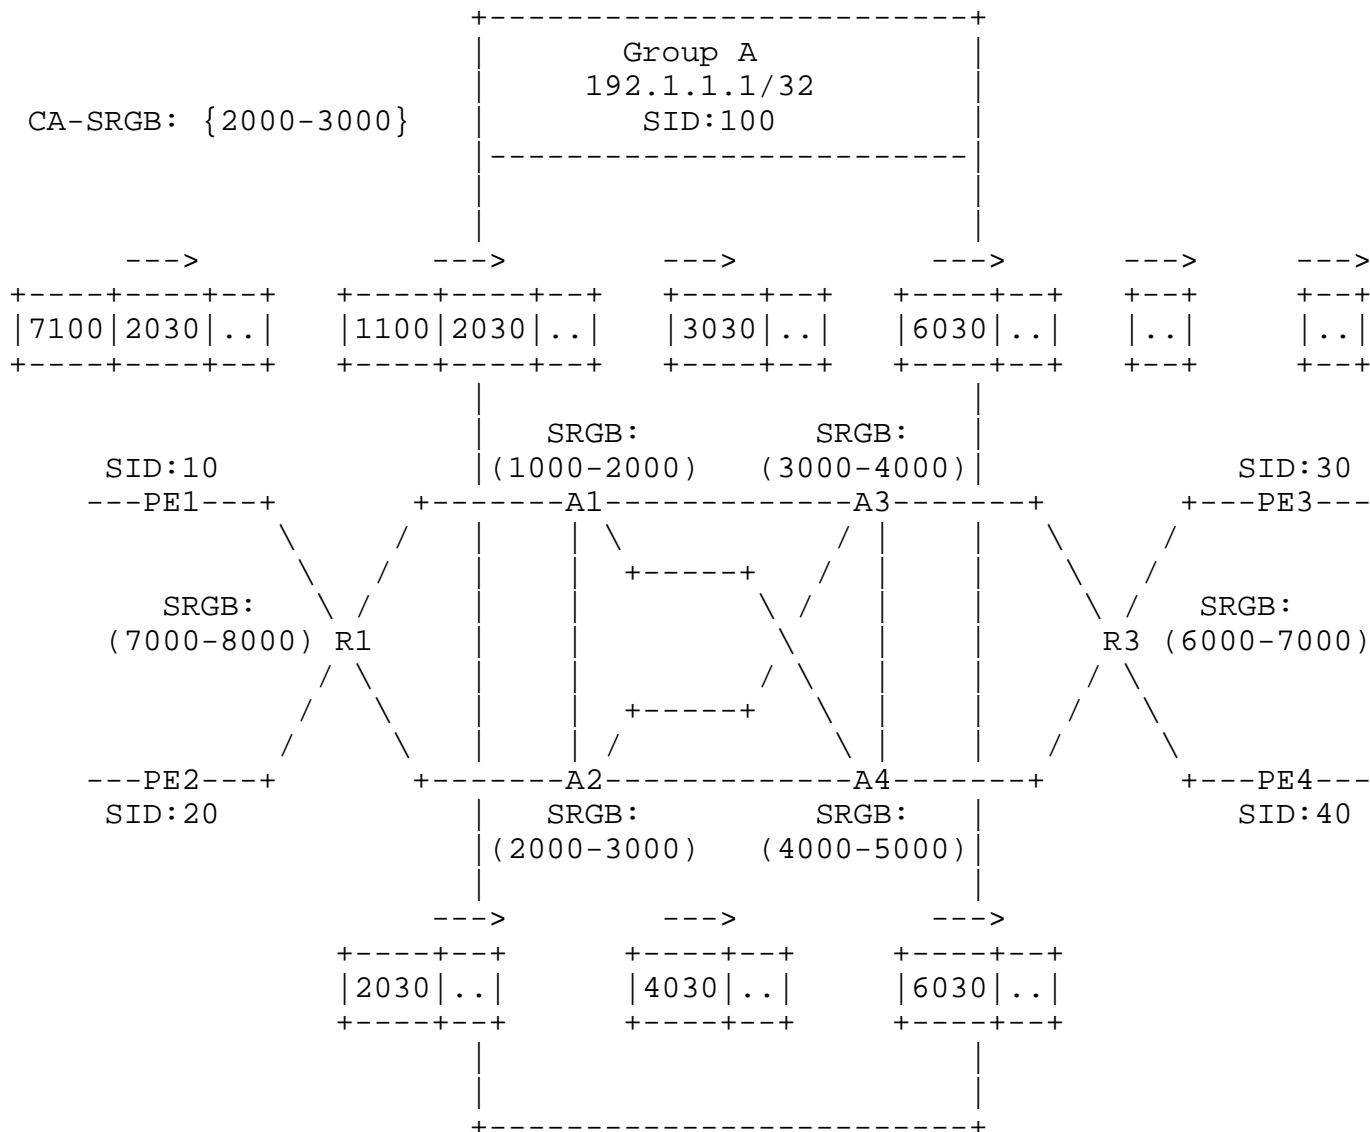 Group A
192.1.1.1/32
CA-SRGB: {2000-3000} SID:100
---> ---> ---> ---> ---> --->
|7100|2030|..| |1100|2030|..| |3030|..| |6030|..| |..| |..|
SRGB: SRGB:
SID:10 (1000-2000) (3000-4000) SID:30
---PE1---+ +-------A1-------------A3-------+ +---PE3---
SRGB: SRGB:
(7000-8000) R1 R3 (6000-7000)
---PE2---+ +-------A2-------------A4-------+ +---PE4---
SID:20 SRGB: SRGB: SID:40
(2000-3000) (4000-5000)
---> ---> --->
|2030|..| |4030|..| |6030|..|